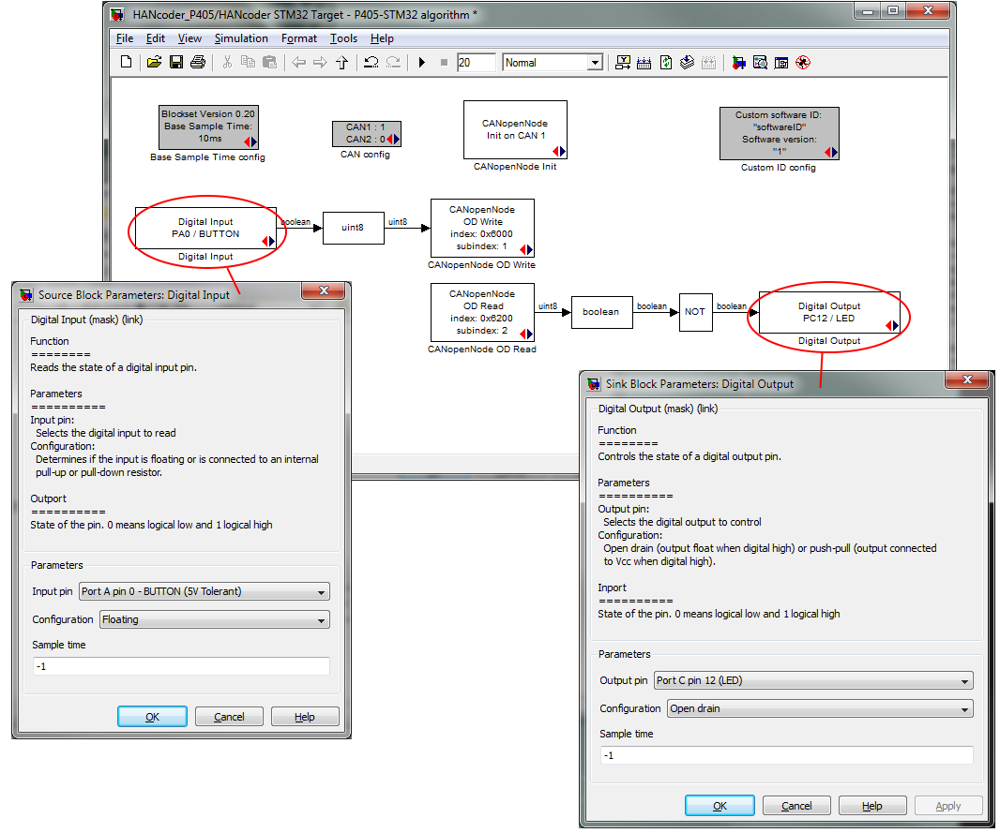 HANcoder_P405/HANcoder STM32 Target - P405-STM32 algorithm *
File Edit View Simulation Format Tools Help
20 Normal
Blockset Version 0.20
Base Sample Time:
10ms
Base Sample Time config
CAN1 : 1
CAN2 : 0
CAN config
CANopenNode
Init on CAN 1
CANopenNode Init
Custom software ID:
"softwareID"
Software version:
"1"
Custom ID config
Digital Input
PA0 / BUTTON
Digital Input
boolean
uint8
uint8
CANopenNode
OD Write
index: 0x6000
subindex: 1
CANopenNode OD Write
CANopenNode
OD Read
index: 0x6200
subindex: 2
CANopenNode OD Read
uint8
boolean
boolean
NOT
boolean
Digital Output
PC12 / LED
Digital Output
Source Block Parameters: Digital Input
Digital Input (mask) (link)
Function
========
Reads the state of a digital input pin.
Parameters
==========
Input pin:
Selects the digital input to read
Configuration:
Determines if the input is floating or is connected to an internal
pull-up or pull-down resistor.
Outport
==========
State of the pin. 0 means logical low and 1 logical high
Parameters
Input pin Port A pin 0 - BUTTON (5V Tolerant)
Configuration Floating
Sample time
-1
OK Cancel Help
Sink Block Parameters: Digital Output
Digital Output (mask) (link)
Function
========
Controls the state of a digital output pin.
Parameters
==========
Output pin:
Selects the digital output to control
Configuration:
Open drain (output float when digital high) or push-pull (output connected
to Vcc when digital high).
Inport
==========
State of the pin. 0 means logical low and 1 logical high
Parameters
Output pin Port C pin 12 (LED)
Configuration Open drain
Sample time
-1
OK Cancel Help Apply